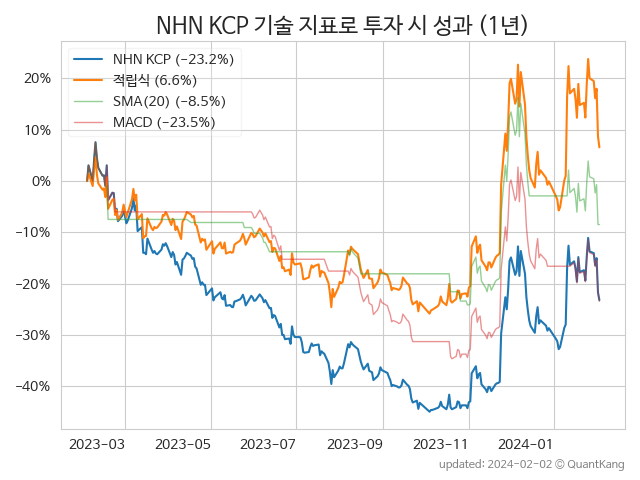 NHN KCP 기술 지표로 투자 시 성과 (1년)
NHN KCP (−23.2%)
적립식 (6.6%)
SMA(20) (−8.5%)
MACD (−23.5%)
20%
10%
0%
−10%
−20%
−30%
−40%
2023-03 2023-05 2023-07 2023-09 2023-11 2024-01
updated: 2024-02-02 © QuantKang